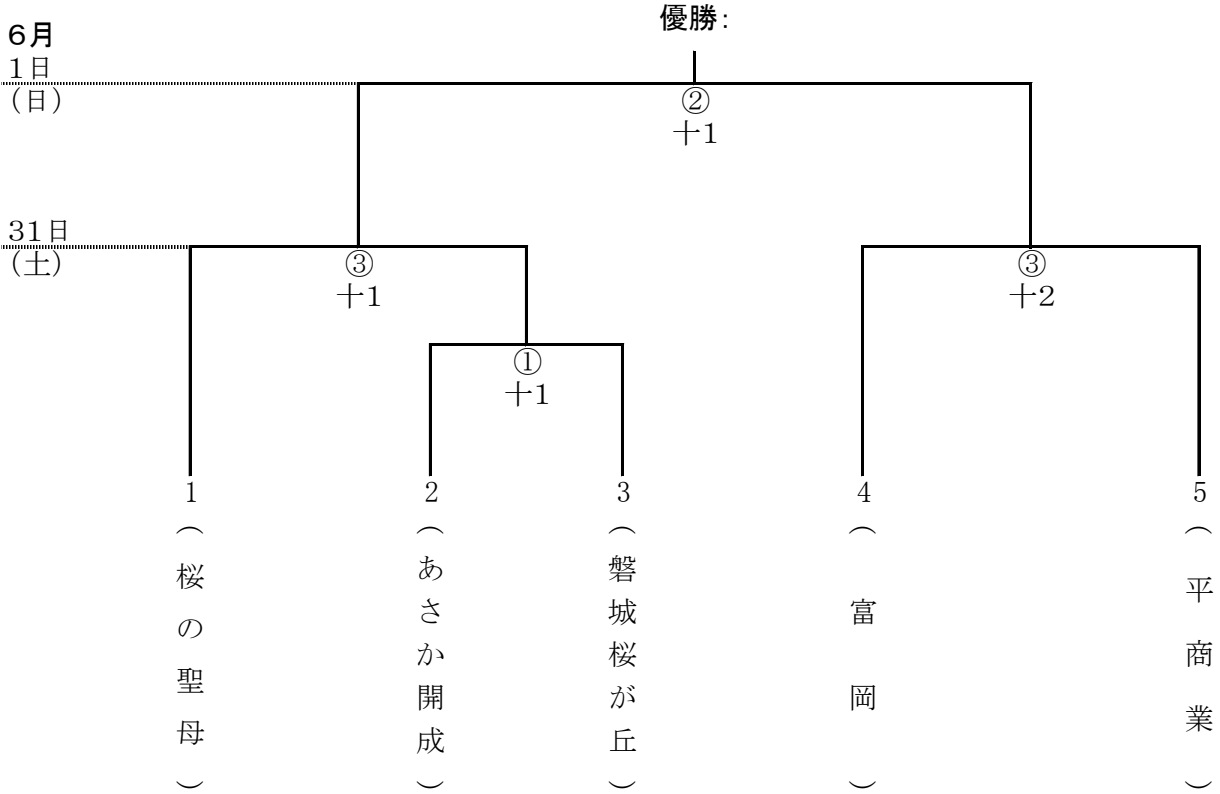 優勝:
6月
1日
(日)
②
十1
31日
(土)
③
十1
③
十2
①
十1
1
(桜の聖母)
2
(あさか開成)
3
(磐城桜が丘)
4
(富岡)
5
(平商業)